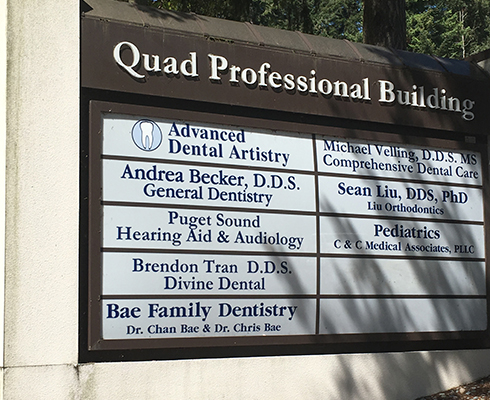 Quad Professional Building
Advanced
Dental Artistry
Andrea Becker, D.D.S.
General Dentistry
Puget Sound
Hearing Aid & Audiology
Brendon Tran D.D.S.
Divine Dental
Bae Family Dentistry
Dr. Chan Bae & Dr. Chris Bae
Michael Velling, D.D.S. MS
Comprehensive Dental Care
Sean Liu, DDS, PhD
Liu Orthodontics
Pediatrics
C & C Medical Associates, PLLC